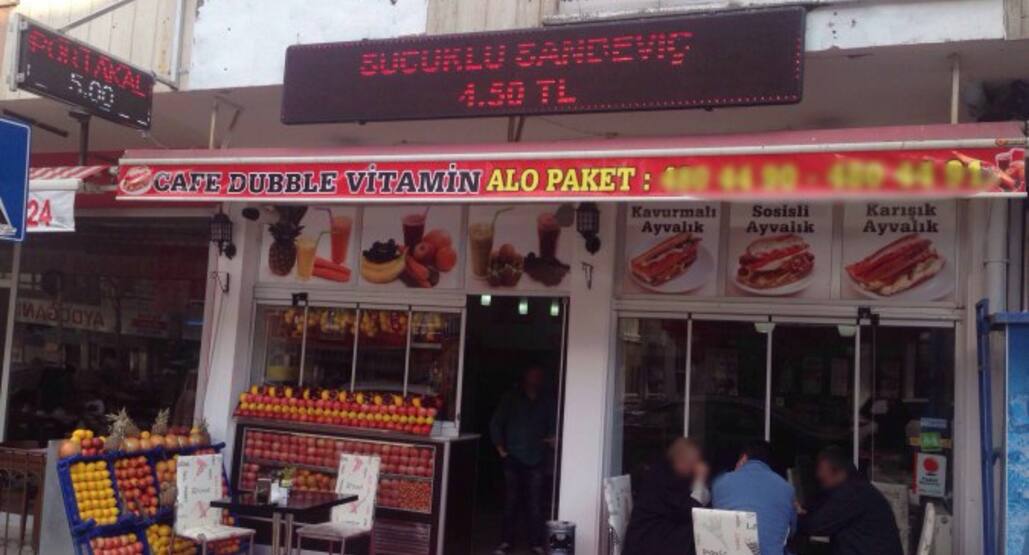 PORTAKAL
5.00
SUCUKLU SANDEVİÇ
4.50 TL
CAFE DUBBLE VİTAMİN ALO PAKET :
24
Kavurmalı
Ayvalık
Sosisli
Ayvalık
Karışık
Ayvalık
AYDOĞAN